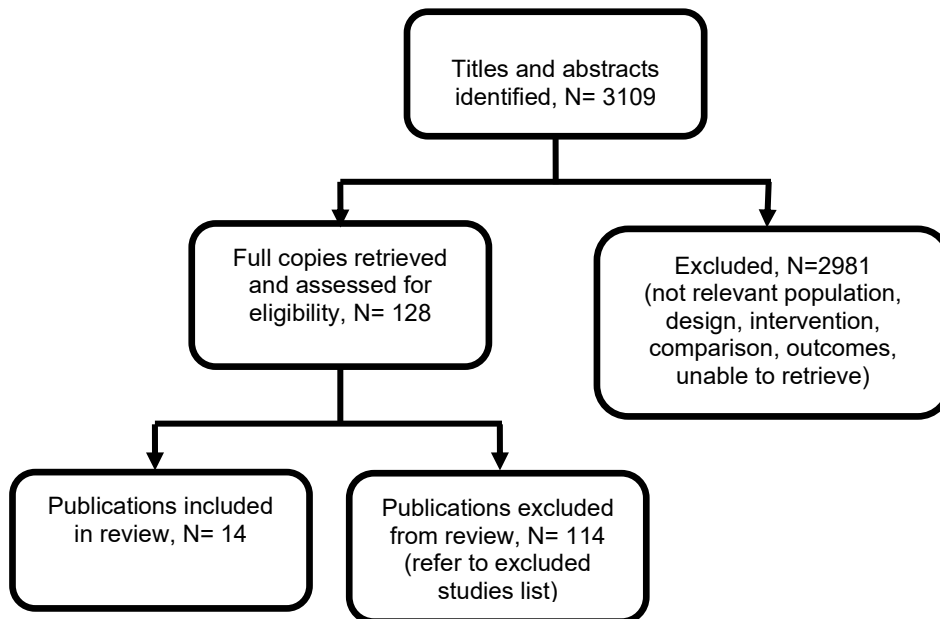 Titles and abstracts
identified, N= 3109
Full copies retrieved
and assessed for
eligibility, N= 128
Excluded, N=2981
(not relevant population,
design, intervention,
comparison, outcomes,
unable to retrieve)
Publications included
in review, N= 14
Publications excluded
from review, N= 114
(refer to excluded
studies list)